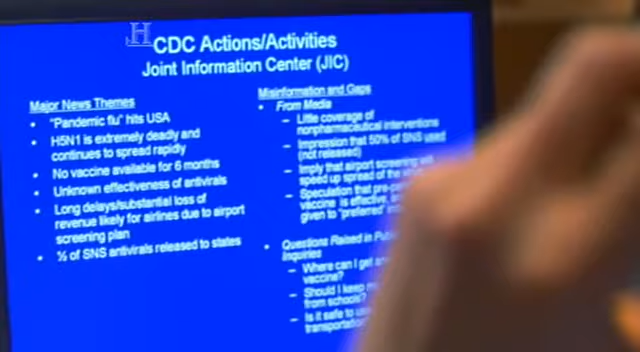 H
CDC Actions/Activities
Joint Information Center (JIC)
Major News Themes
• "Pandemic flu" hits USA
• H5N1 is extremely deadly and
continues to spread rapidly
• No vaccine available for 6 months
• Unknown effectiveness of antivirals
• Long delays/substantial loss of
revenue likely for airlines due to airport
screening plan
• ½ of SNS antivirals released to states
Misinformation and Gaps
• From Media
– Little coverage of
nonpharmaceutical interventions
– Impression that 50% of SNS used
(not released)
– Imply that airport screening will
speed up spread of the
– Speculation that
vaccine is effective,
given to "preferred"
• Questions Raised in
Inquiries
– Where can I get
vaccine?
– Should I keep
from schools?
– Is it safe to